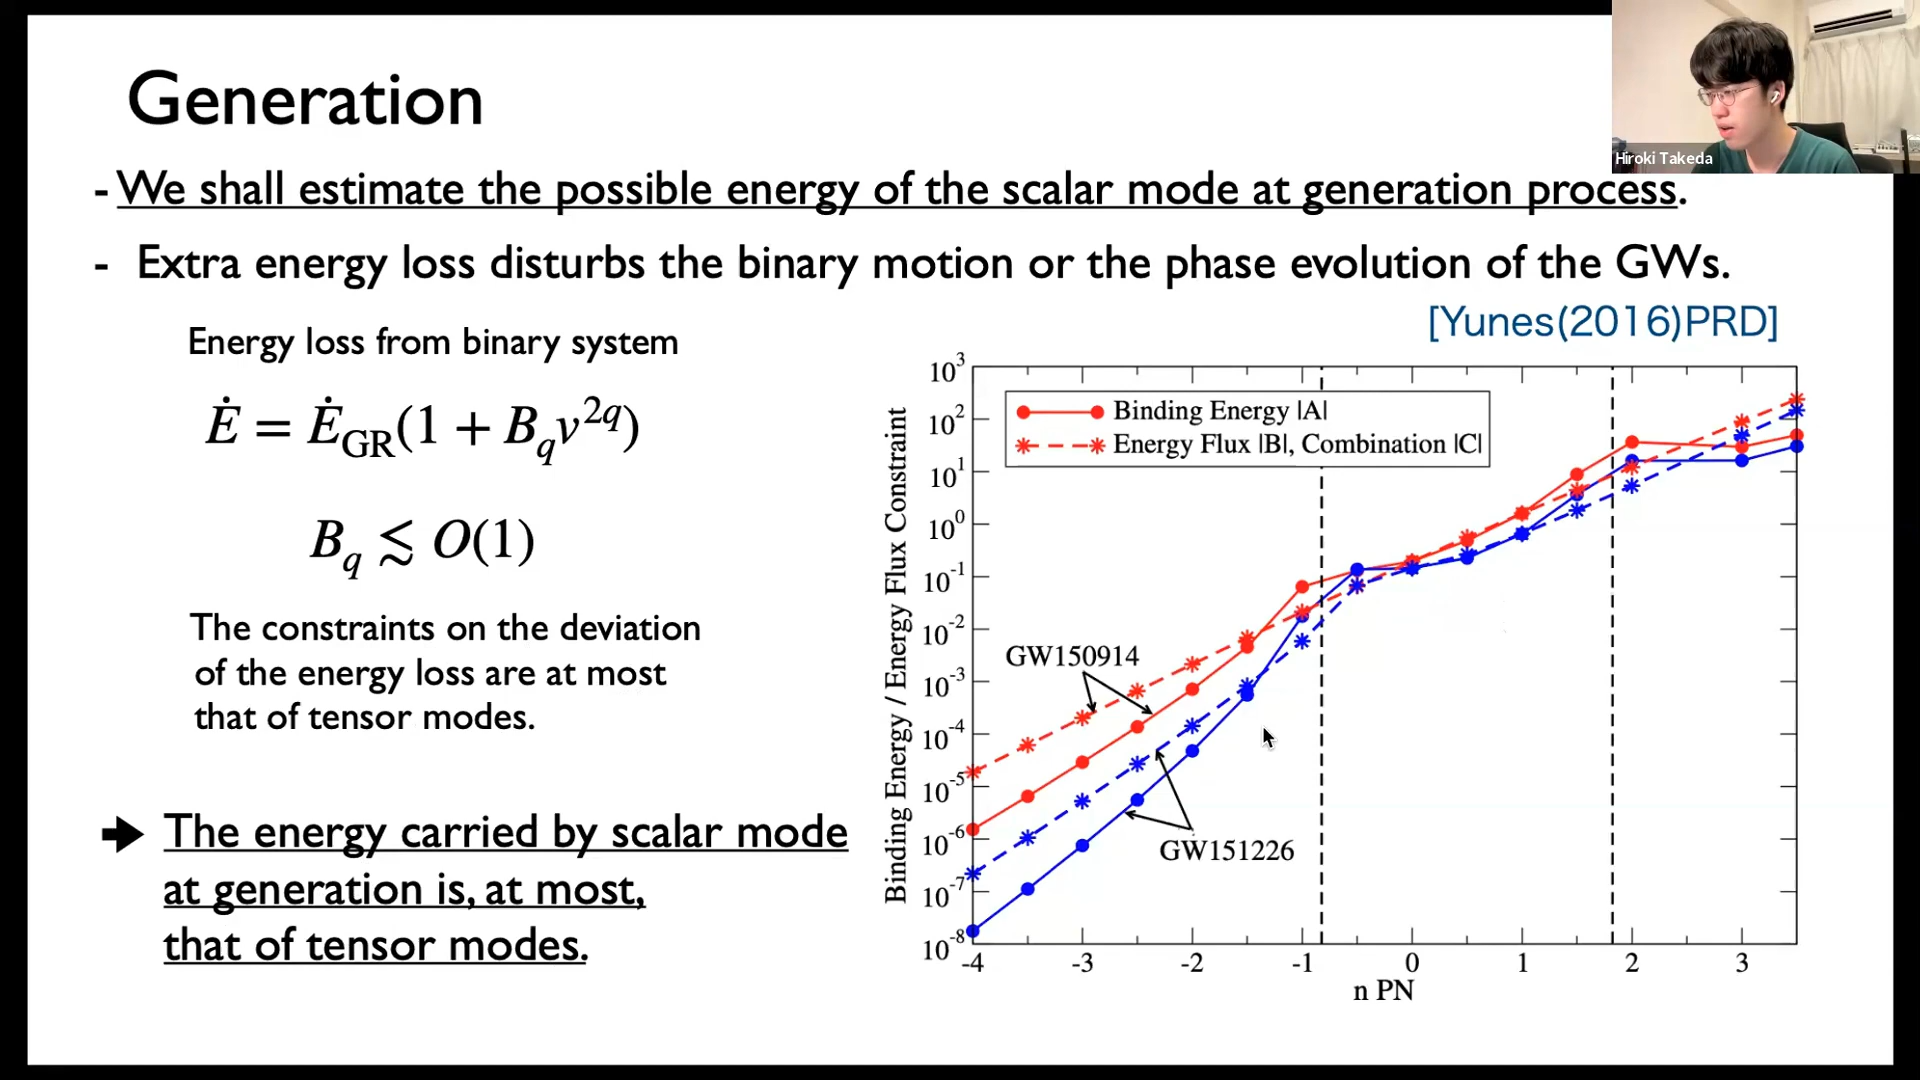 Generation
Hiroki Takeda
- We shall estimate the possible energy of the scalar mode at generation process.
- Extra energy loss disturbs the binary motion or the phase evolution of the GWs.
[Yunes(2016)PRD]
Energy loss from binary system
Ė = Ė_GR(1 + B_q v^{2q})
B_q ≲ O(1)
The constraints on the deviation
of the energy loss are at most
that of tensor modes.
➡ The energy carried by scalar mode
at generation is, at most,
that of tensor modes.
Binding Energy / Energy Flux Constraint
10^3
10^2
10^1
10^0
10^-1
10^-2
10^-3
10^-4
10^-5
10^-6
10^-7
10^-8
Binding Energy |A|
Energy Flux |B|, Combination |C|
GW150914
GW151226
-4 -3 -2 -1 0 1 2 3
n PN